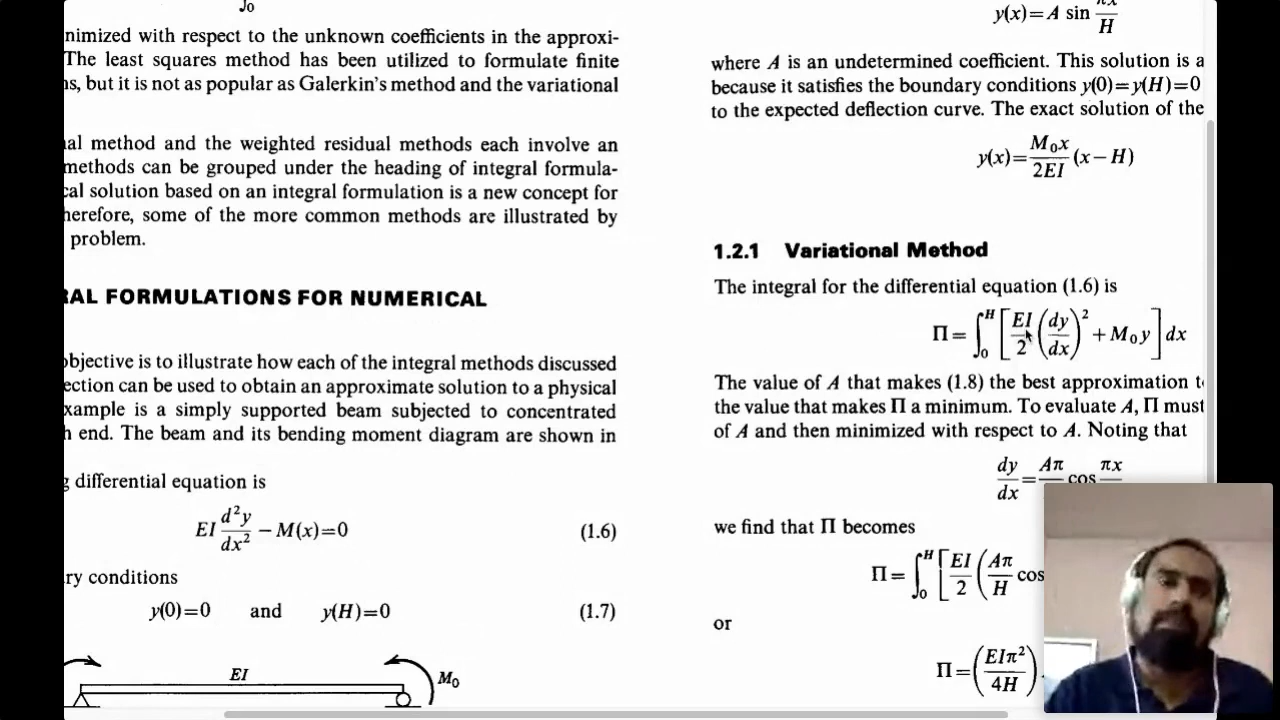 ∫0
nimized with respect to the unknown coefficients in the approxi-
The least squares method has been utilized to formulate finite
ns, but it is not as popular as Galerkin's method and the variational
al method and the weighted residual methods each involve an
methods can be grouped under the heading of integral formula-
cal solution based on an integral formulation is a new concept for
herefore, some of the more common methods are illustrated by
problem.
RAL FORMULATIONS FOR NUMERICAL
objective is to illustrate how each of the integral methods discussed
ection can be used to obtain an approximate solution to a physical
xample is a simply supported beam subjected to concentrated
h end. The beam and its bending moment diagram are shown in
g differential equation is
EI d²y/dx² − M(x)=0 (1.6)
ry conditions
y(0)=0 and y(H)=0 (1.7)
EI
M₀
y(x)=A sin πx/H
where A is an undetermined coefficient. This solution is a
because it satisfies the boundary conditions y(0)=y(H)=0
to the expected deflection curve. The exact solution of the
y(x)= M₀x/2EI (x−H)
1.2.1 Variational Method
The integral for the differential equation (1.6) is
Π=∫₀ᴴ [EI/2 (dy/dx)² + M₀y] dx
The value of A that makes (1.8) the best approximation t
the value that makes Π a minimum. To evaluate A, Π must
of A and then minimized with respect to A. Noting that
dy/dx = Aπ cos πx
we find that Π becomes
Π=∫₀ᴴ [EI/2 (Aπ/H cos
or
Π=(EIπ²/4H)